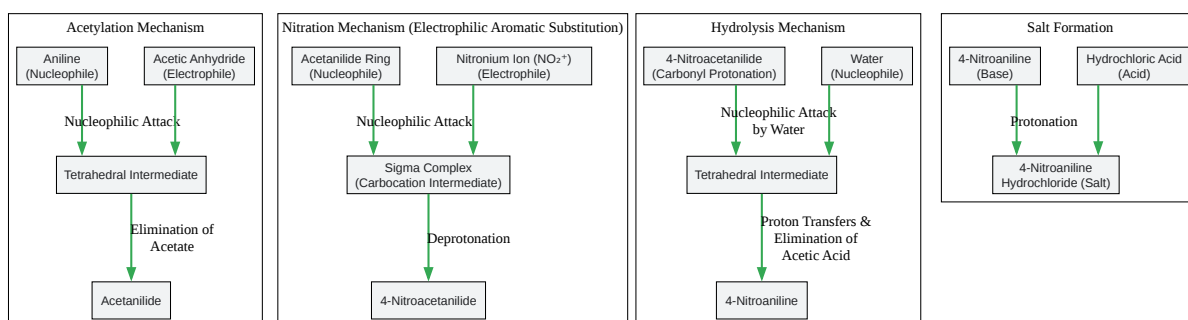 Acetylation Mechanism
Aniline
(Nucleophile)
Acetic Anhydride
(Electrophile)
Nucleophilic Attack
Tetrahedral Intermediate
Elimination of
Acetate
Acetanilide
Nitration Mechanism (Electrophilic Aromatic Substitution)
Acetanilide Ring
(Nucleophile)
Nitronium Ion (NO₂⁺)
(Electrophile)
Nucleophilic Attack
Sigma Complex
(Carbocation Intermediate)
Deprotonation
4-Nitroacetanilide
Hydrolysis Mechanism
4-Nitroacetanilide
(Carbonyl Protonation)
Water
(Nucleophile)
Nucleophilic Attack
by Water
Tetrahedral Intermediate
Proton Transfers &
Elimination of
Acetic Acid
4-Nitroaniline
Salt Formation
4-Nitroaniline
(Base)
Hydrochloric Acid
(Acid)
Protonation
4-Nitroaniline
Hydrochloride (Salt)